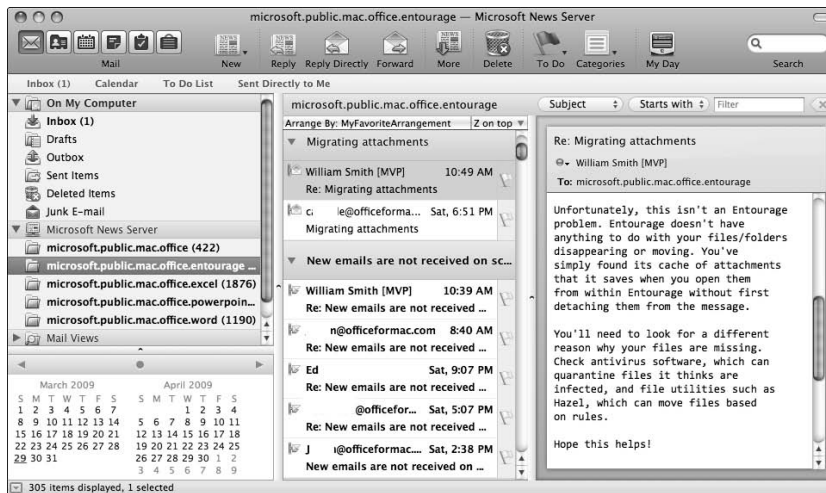 microsoft.public.mac.office.entourage — Microsoft News Server
Mail
New
Reply
Reply Directly
Forward
More
Delete
To Do
Categories
My Day
Search
Inbox (1) Calendar To Do List Sent Directly to Me
On My Computer
Inbox (1)
Drafts
Outbox
Sent Items
Deleted Items
Junk E-mail
Microsoft News Server
microsoft.public.mac.office (422)
microsoft.public.mac.office.entourage ...
microsoft.public.mac.office.excel (1876)
microsoft.public.mac.office.powerpoin...
microsoft.public.mac.office.word (1190)
Mail Views
March 2009
S M T W T F S
1 2 3 4 5 6 7
8 9 10 11 12 13 14
15 16 17 18 19 20 21
22 23 24 25 26 27 28
29 30 31
April 2009
S M T W T F S
1 2 3 4
5 6 7 8 9 10 11
12 13 14 15 16 17 18
19 20 21 22 23 24 25
26 27 28 29 30 1 2
3 4 5 6 7 8 9
microsoft.public.mac.office.entourage
Subject
Starts with
Filter
Arrange By: MyFavoriteArrangement Z on top
Migrating attachments
William Smith [MVP] 10:49 AM
Re: Migrating attachments
e@officeforma... Sat, 6:51 PM
Migrating attachments
New emails are not received on sc...
William Smith [MVP] 10:39 AM
Re: New emails are not received ...
n@officeformac.com 8:40 AM
Re: New emails are not received ...
Ed Sat, 9:07 PM
Re: New emails are not received ...
@officefor... Sat, 5:07 PM
Re: New emails are not received ...
J @officeformac.... Sat, 2:38 PM
New emails are not received on ...
Re: Migrating attachments
William Smith [MVP]
To: microsoft.public.mac.office.entourage
Unfortunately, this isn't an Entourage
problem. Entourage doesn't have
anything to do with your files/folders
disappearing or moving. You've
simply found its cache of attachments
that it saves when you open them
from within Entourage without first
detaching them from the message.
You'll need to look for a different
reason why your files are missing.
Check antivirus software, which can
quarantine files it thinks are
infected, and file utilities such as
Hazel, which can move files based
on rules.
Hope this helps!
305 items displayed, 1 selected